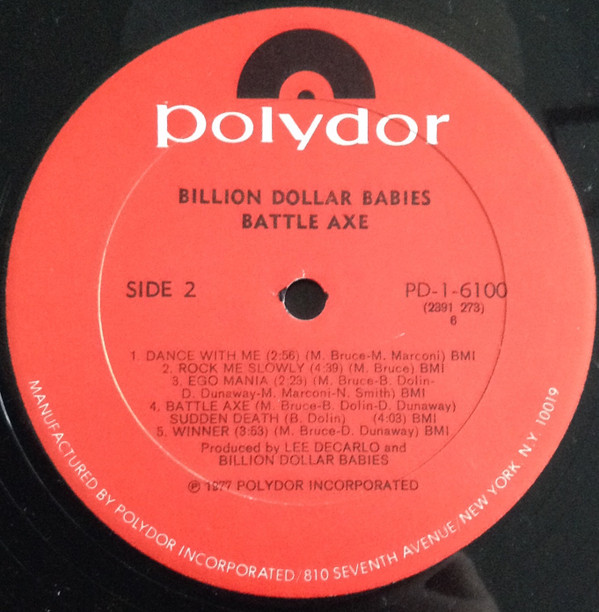 polydor
BILLION DOLLAR BABIES
BATTLE AXE
SIDE 2
PD-1-6100
(2391 273)
6
1. DANCE WITH ME (2:56) (M. Bruce-M. Marconi) BMI
2. ROCK ME SLOWLY (4:39) (M. Bruce) BMI
3. EGO MANIA (2:23) (M. Bruce-B. Dolin-
D. Dunaway-M. Marconi-N. Smith) BMI
4. BATTLE AXE (M. Bruce-B. Dolin-D. Dunaway)
SUDDEN DEATH (B. Dolin) (4:03) BMI
5. WINNER (3:53) (M. Bruce-D. Dunaway) BMI
Produced by LEE DECARLO and
BILLION DOLLAR BABIES
℗ 1977 POLYDOR INCORPORATED
MANUFACTURED BY POLYDOR INCORPORATED/810 SEVENTH AVENUE/NEW YORK N.Y. 10019